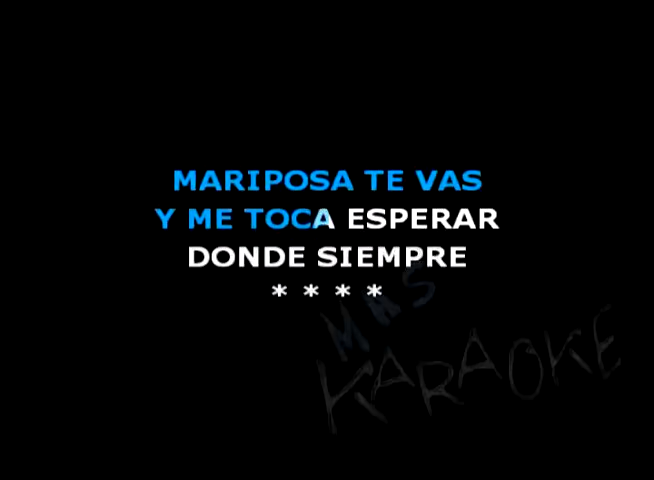 MARIPOSA TE VAS
Y ME TOCA ESPERAR
DONDE SIEMPRE
* * * *
MAS
KARAOKE